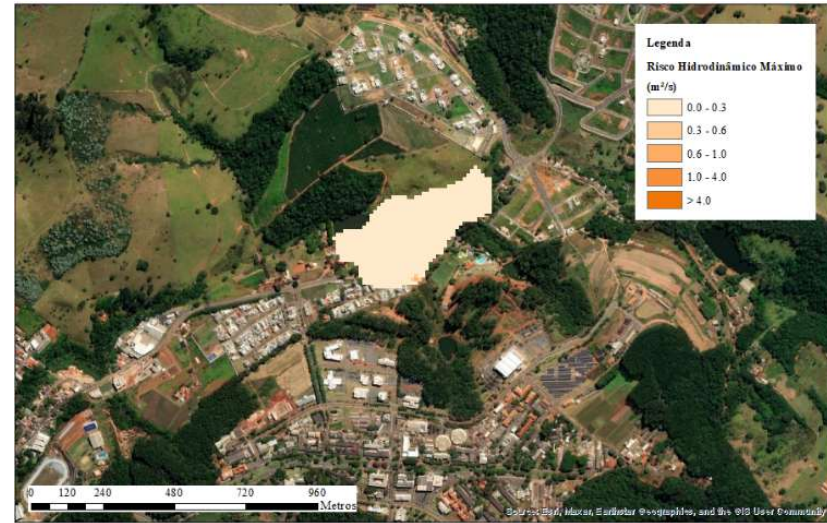 Legenda
Risco Hidrodinâmico Máximo
(m²/s)
0.0 - 0.3
0.3 - 0.6
0.6 - 1.0
1.0 - 4.0
> 4.0
0 120 240 480 720 960
Metros
Source: Esri, Maxar, Earthstar Geographics, and the GIS User Community